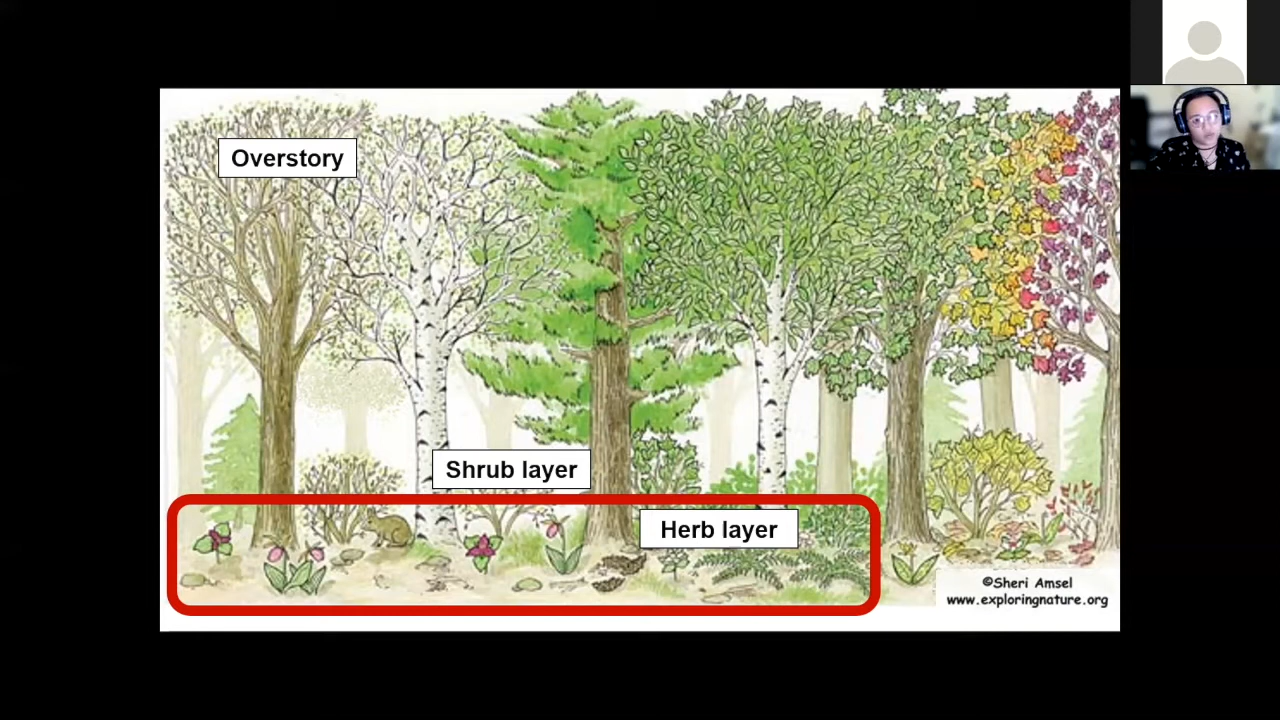 Overstory
Shrub layer
Herb layer
©Sheri Amsel
www.exploringnature.org